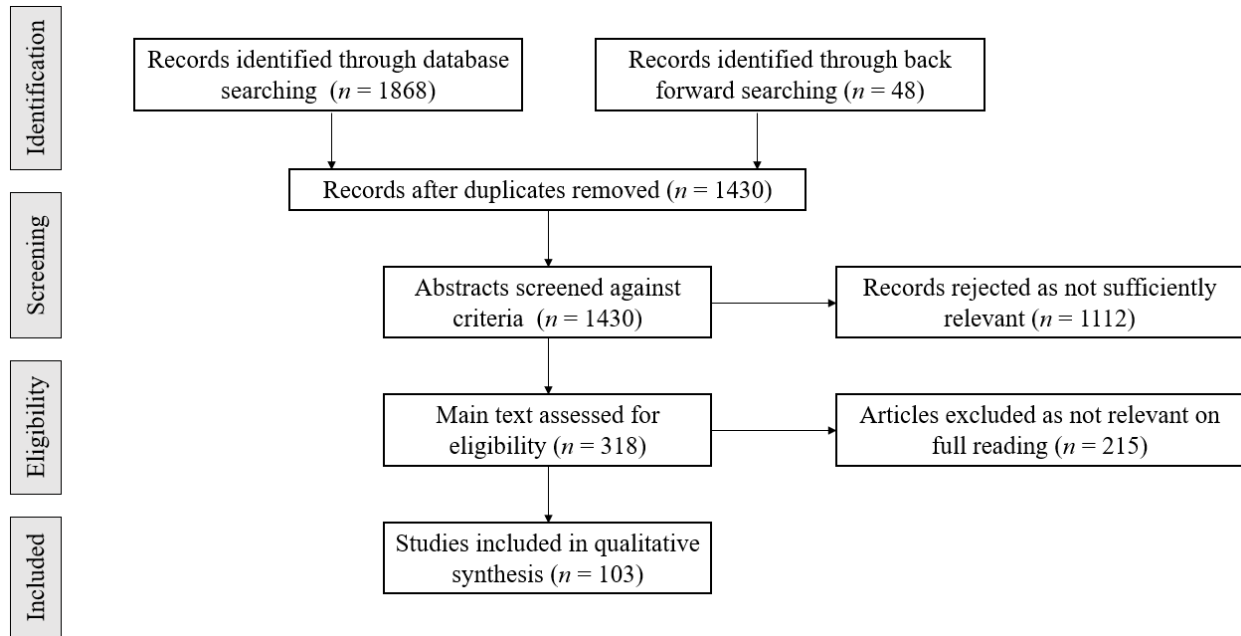 Identification
Records identified through database
searching (n = 1868)
Records identified through back
forward searching (n = 48)
Records after duplicates removed (n = 1430)
Screening
Abstracts screened against
criteria (n = 1430)
Records rejected as not sufficiently
relevant (n = 1112)
Eligibility
Main text assessed for
eligibility (n = 318)
Articles excluded as not relevant on
full reading (n = 215)
Included
Studies included in qualitative
synthesis (n = 103)